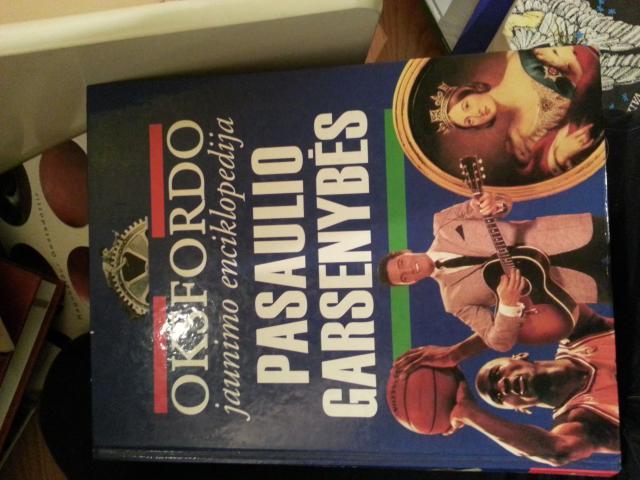 OKSFORDO
jaunimo enciklopedija
PASAULIO
GARSENYBĖS